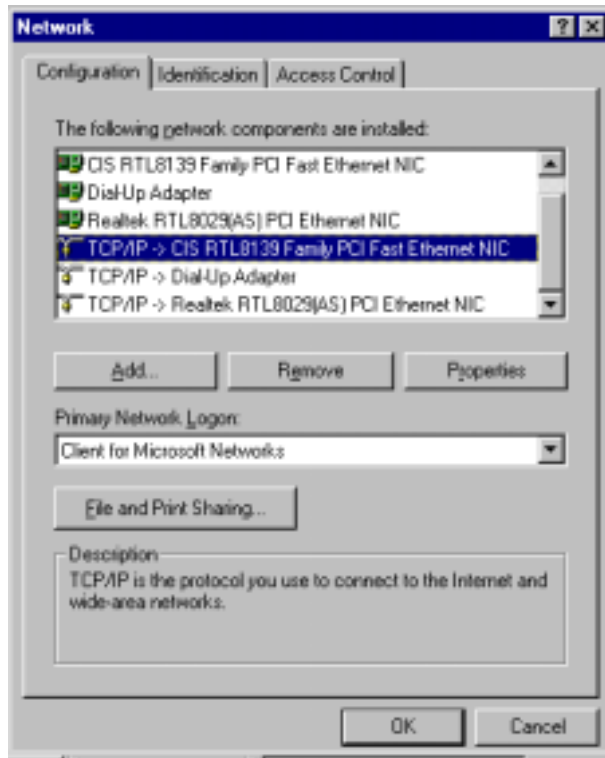 Network
Configuration Identification Access Control
The following network components are installed:
CIS RTL8139 Family PCI Fast Ethernet NIC
Dial-Up Adapter
Realtek RTL8029(AS) PCI Ethernet NIC
TCP/IP -> CIS RTL8139 Family PCI Fast Ethernet NIC
TCP/IP -> Dial-Up Adapter
TCP/IP -> Realtek RTL8029(AS) PCI Ethernet NIC
Add... Remove Properties
Primary Network Logon:
Client for Microsoft Networks
File and Print Sharing...
Description
TCP/IP is the protocol you use to connect to the Internet and
wide-area networks.
OK Cancel